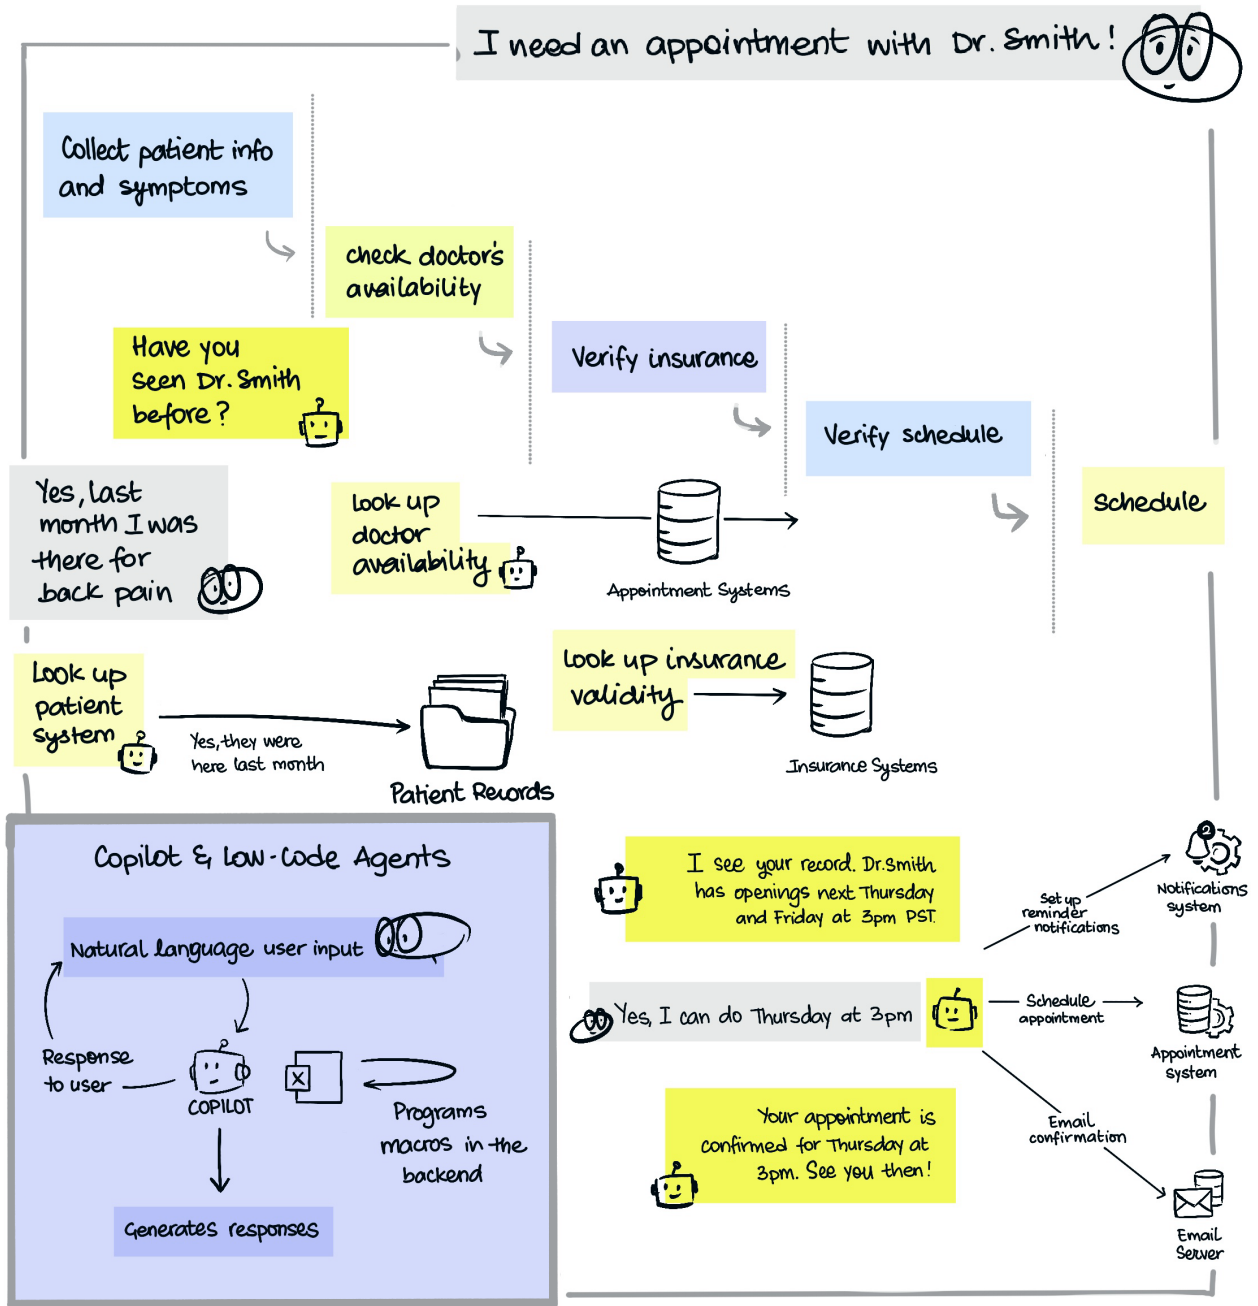 I need an appointment with Dr. Smith!
Collect patient info
and symptoms
check doctor's
availability
Have you
seen Dr. Smith
before?
Verify insurance
Verify schedule
Schedule
Yes, last
month I was
there for
back pain
Look up
doctor
availability
Appointment Systems
Look up
patient
system
Yes, they were
here last month
Patient Records
Look up insurance
validity
Insurance Systems
Copilot & Low-Code Agents
Natural language user input
Response
to user
COPILOT
X
Programs
macros in the
backend
Generates responses
I see your record. Dr. Smith
has openings next Thursday
and Friday at 3pm PST.
Set up
reminder
notifications
2
Notifications
system
Yes, I can do Thursday at 3pm
Schedule
appointment
Appointment
system
Your appointment is
confirmed for Thursday at
3pm. See you then!
Email
confirmation
Email
Server